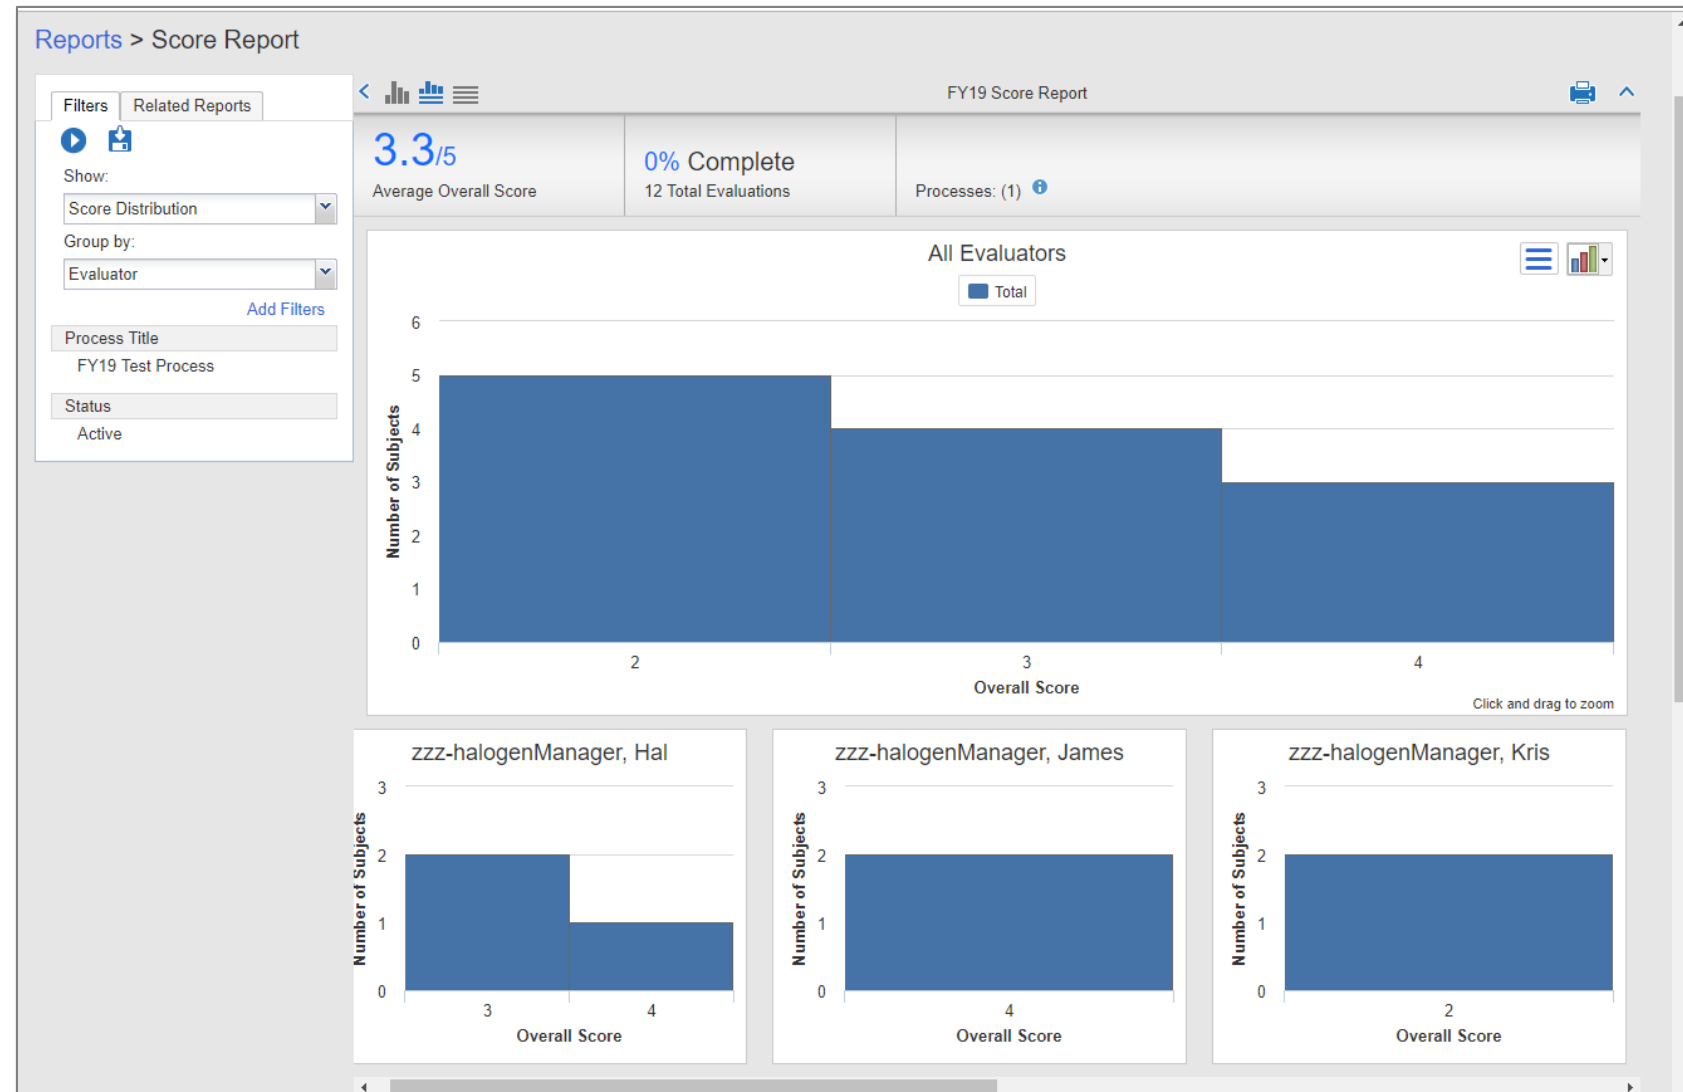 Reports > Score Report
Filters
Related Reports
Show:
Score Distribution
Group by:
Evaluator
Add Filters
Process Title
FY19 Test Process
Status
Active
FY19 Score Report
3.3/5
Average Overall Score
0% Complete
12 Total Evaluations
Processes: (1)
All Evaluators
Total
Number of Subjects
6
5
4
3
2
1
0
2 3 4
Overall Score
Click and drag to zoom
zzz-halogenManager, Hal
Number of Subjects
3
2
1
0
3 4
Overall Score
zzz-halogenManager, James
Number of Subjects
3
2
1
0
4
Overall Score
zzz-halogenManager, Kris
Number of Subjects
3
2
1
0
2
Overall Score